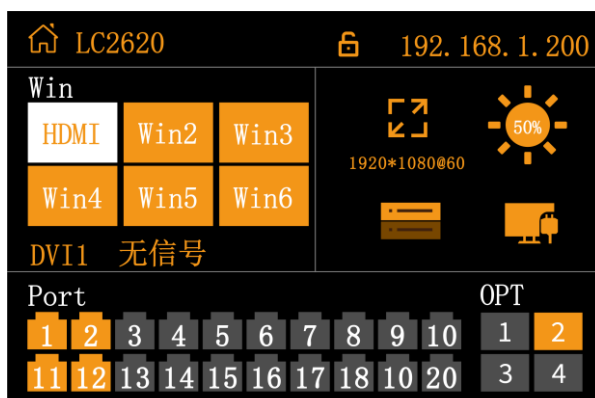 LC2620 192.168.1.200
Win
HDMI Win2 Win3
Win4 Win5 Win6
DVI1 无信号
50%
1920*1080@60
Port
1 2 3 4 5 6 7 8 9 10
11 12 13 14 15 16 17 18 10 20
OPT
1 2
3 4